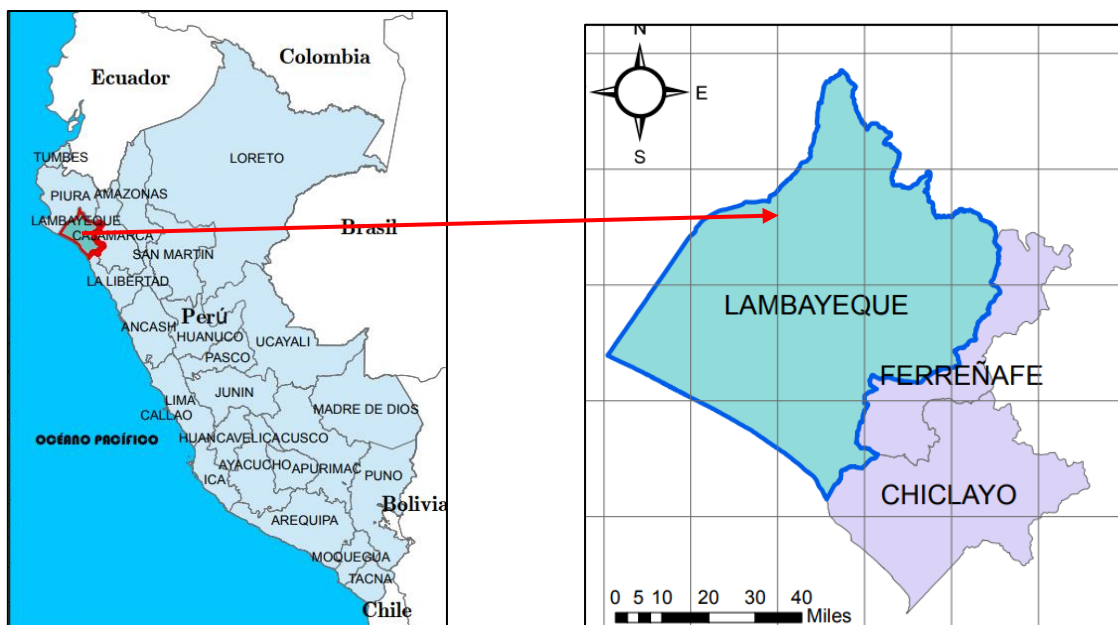 Colombia
Ecuador
TUMBES
LORETO
PIURA
AMAZONAS
LAMBAYEQUE
CAJAMARCA
Brasil
SAN MARTIN
LA LIBERTAD
ANCASH
Perú
HUANUCO
UCAYALI
PASCO
JUNIN
LIMA
CALLAO
MADRE DE DIOS
OCÉANO PACÍFICO
HUANCAVELICA
CUSCO
AYACUCHO
APURIMAC
PUNO
ICA
Bolivia
AREQUIPA
MOQUEGUA
TACNA
Chile
N
E
S
LAMBAYEQUE
FERREÑAFE
CHICLAYO
0 5 10 20 30 40
Miles